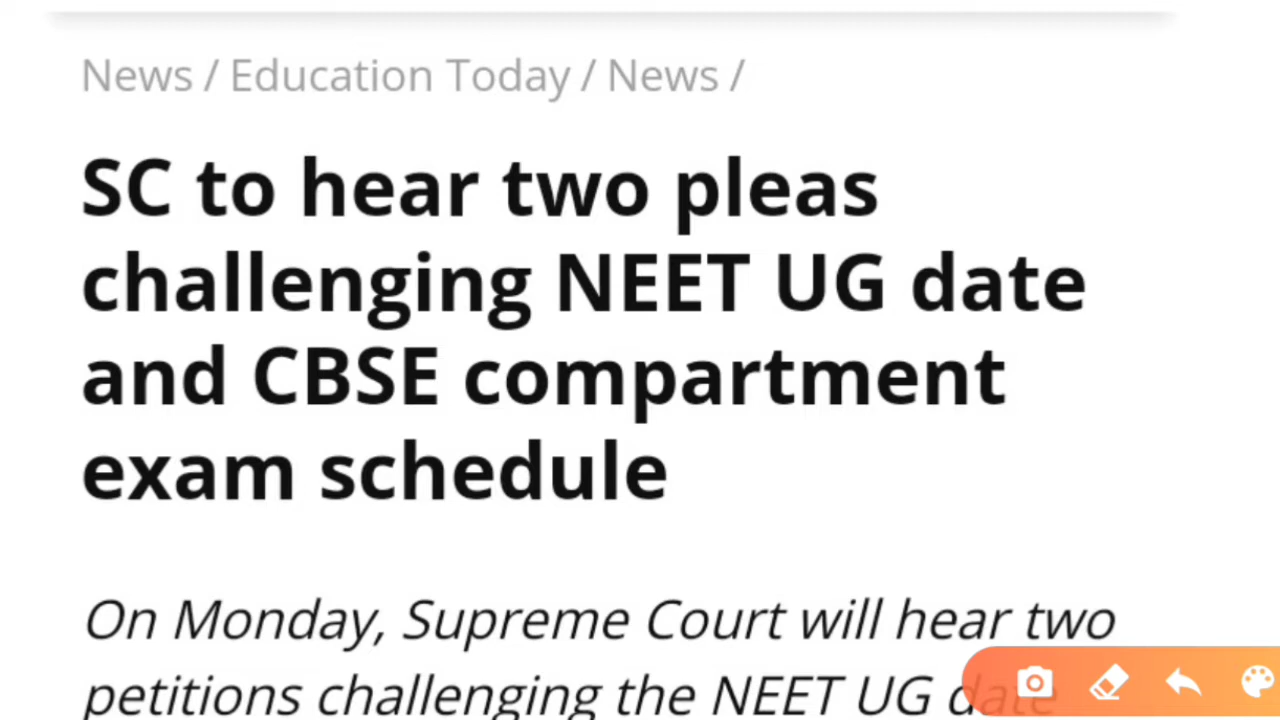 News / Education Today / News /
SC to hear two pleas
challenging NEET UG date
and CBSE compartment
exam schedule
On Monday, Supreme Court will hear two
petitions challenging the NEET UG date